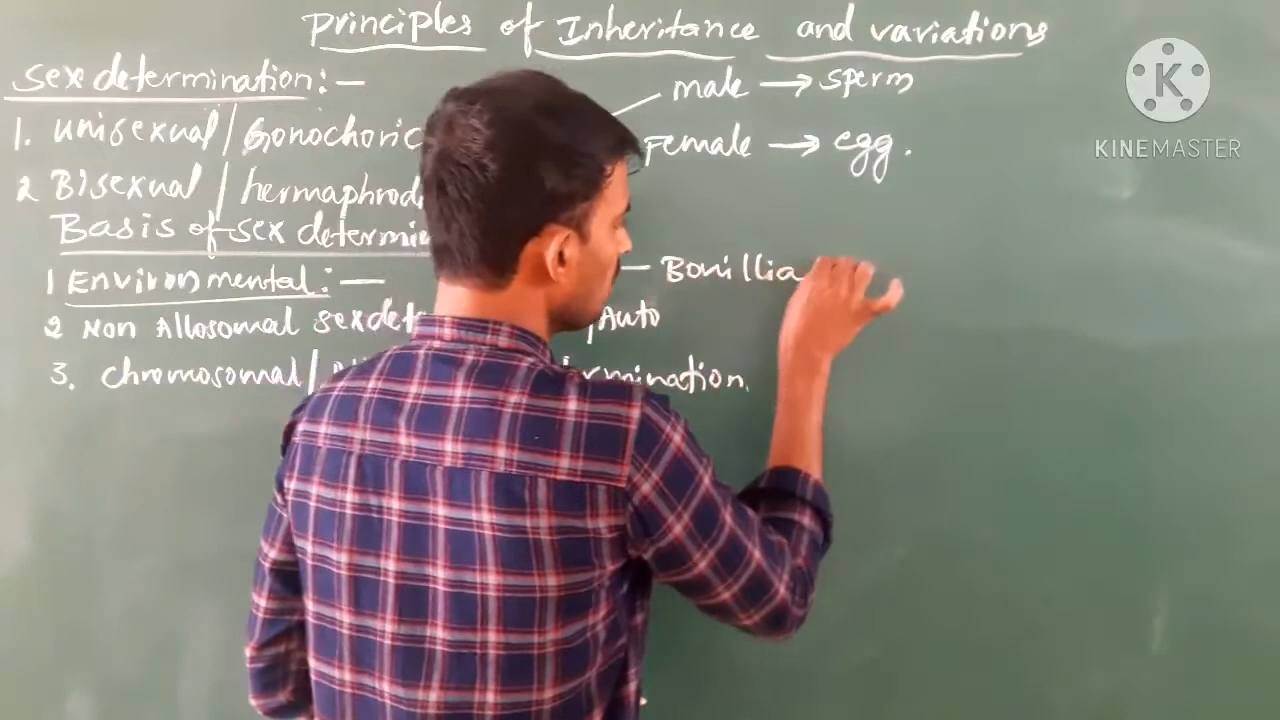 Principles of Inheritance and variations
Sex determination:—
male → sperm
1. unisexual/Gonochoric
Female → egg.
2 Bisexual / hermaphrod
Basis of sex determin
1 Environmental:— — Bonillia
2 Non Allosomal sexdet Auto
3. chromosomal/ rmination.
K
KINEMASTER